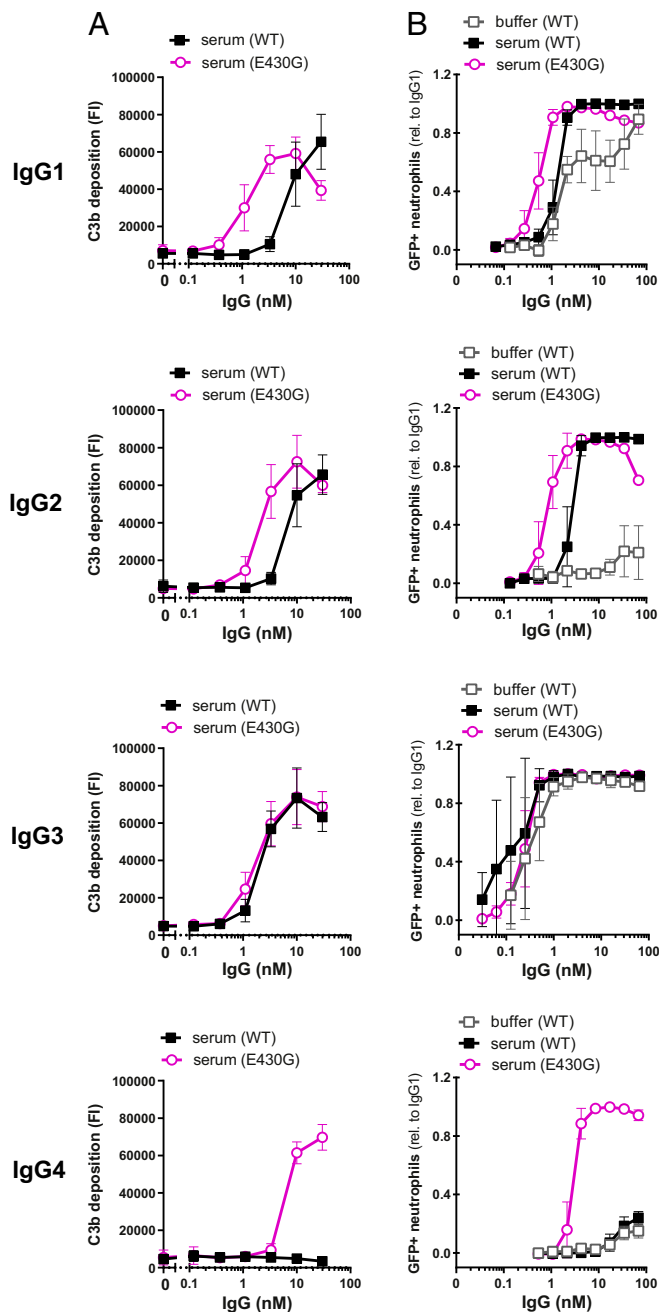 A
B
serum (WT)
serum (E430G)
buffer (WT)
serum (WT)
serum (E430G)
IgG1
C3b deposition (FI)
100000
80000
60000
40000
20000
0
0 0.1 1 10 100
IgG (nM)
GFP+ neutrophils (rel. to IgG1)
1.2
0.8
0.4
0.0
0 0.1 1 10 100
IgG (nM)
serum (WT)
serum (E430G)
buffer (WT)
serum (WT)
serum (E430G)
IgG2
C3b deposition (FI)
100000
80000
60000
40000
20000
0
0 0.1 1 10 100
IgG (nM)
GFP+ neutrophils (rel. to IgG1)
1.2
0.8
0.4
0.0
0 0.1 1 10 100
IgG (nM)
serum (WT)
serum (E430G)
buffer (WT)
serum (WT)
serum (E430G)
IgG3
C3b deposition (FI)
100000
80000
60000
40000
20000
0
0 0.1 1 10 100
IgG (nM)
GFP+ neutrophils (rel. to IgG1)
1.2
0.8
0.4
0.0
0 0.1 1 10 100
IgG (nM)
serum (WT)
serum (E430G)
buffer (WT)
serum (WT)
serum (E430G)
IgG4
C3b deposition (FI)
100000
80000
60000
40000
20000
0
0 0.1 1 10 100
IgG (nM)
GFP+ neutrophils (rel. to IgG1)
1.2
0.8
0.4
0.0
0 0.1 1 10 100
IgG (nM)